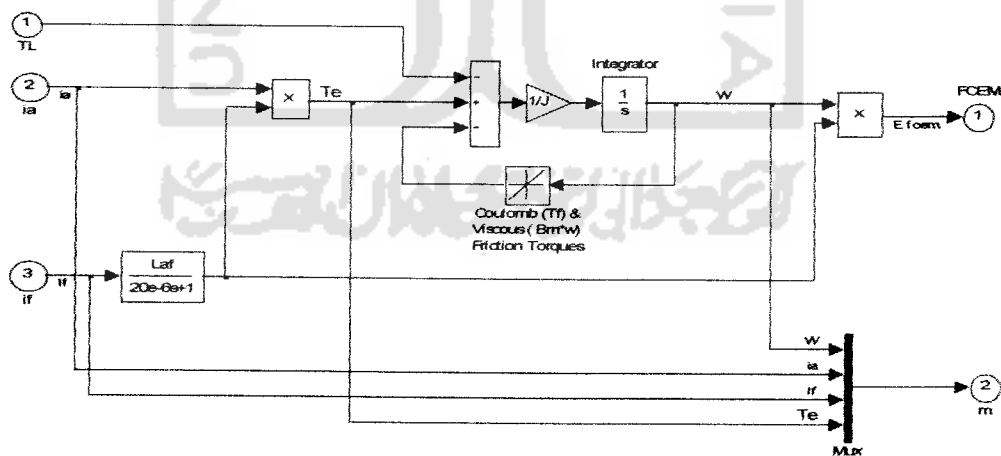 1
TL
2
ia
ia
×
Te
−
+
−
1/J
Integrator
1
s
w
×
E fcem
FCEM
1
Coulomb (Tf) &
Viscous ( Bm*w)
Friction Torques
3
if
if
Laf
20e-6s+1
w
ia
if
Te
Mux
2
m